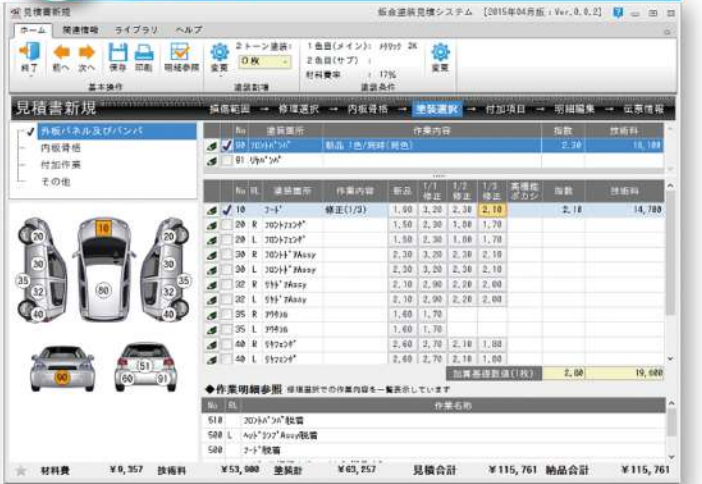 見積書新規
鈑金塗装見積システム 【2015年04月版:Ver.0.0.2】
ホーム 関連情報 ライブラリ ヘルプ
終了 前へ 次へ 保存 印刷 明細参照 変更 2トーン塗装: 0枚 1色目(メイン): メタリック 2K 変更
2色目(サブ) :
材料費率 : 17%
基本操作 塗装割増 塗装条件
見積書新規 損傷範囲 → 修理選択 → 内板骨格 → 塗装選択 → 付加項目 → 明細編集 → 伝票情報
外板パネル及びバンパ
内板骨格
付加作業
その他
No 塗装箇所 作業内容 指数 技術料
90 フロントバンパ 新品 1色/同時(同色) 2.30
91 リヤバンパ
No RL 塗装箇所 作業内容 新品 1/1修正 1/2修正 1/3修正 高機能ボカシ 指数 技術料
10 フード 修正(1/3) 1.90 3.20 2.30 2.10 2.10 14,700
20 R フロントフェンダ 1.50 2.30 1.80 1.70
20 L フロントフェンダ 1.50 2.30 1.80 1.70
30 R フロントドアAssy 2.30 3.20 2.30 2.10
30 L フロントドアAssy 2.30 3.20 2.30 2.10
32 R リヤドアAssy 2.10 2.90 2.20 2.00
32 L リヤドアAssy 2.10 2.90 2.20 2.00
35 R アウタシル 1.60 1.70
35 L アウタシル 1.60 1.70
40 R リヤフェンダ 2.60 2.70 2.10 1.80
40 L リヤフェンダ 2.60 2.70 2.10 1.80
加算基礎数値(1枚) 2.80 19,600
10
20 20
30 30
35 32 80 32 35
40 40
90 51 60 91
◆作業明細参照 修理選択での作業内容を一覧表示しています
No RL 作業名称
510 フロントバンパ脱着
580 L ヘッドランプAssy脱着
500 フード脱着
材料費 ¥9,357 技術料 ¥53,900 塗装計 ¥63,257 見積合計 ¥115,761 納品合計 ¥115,761